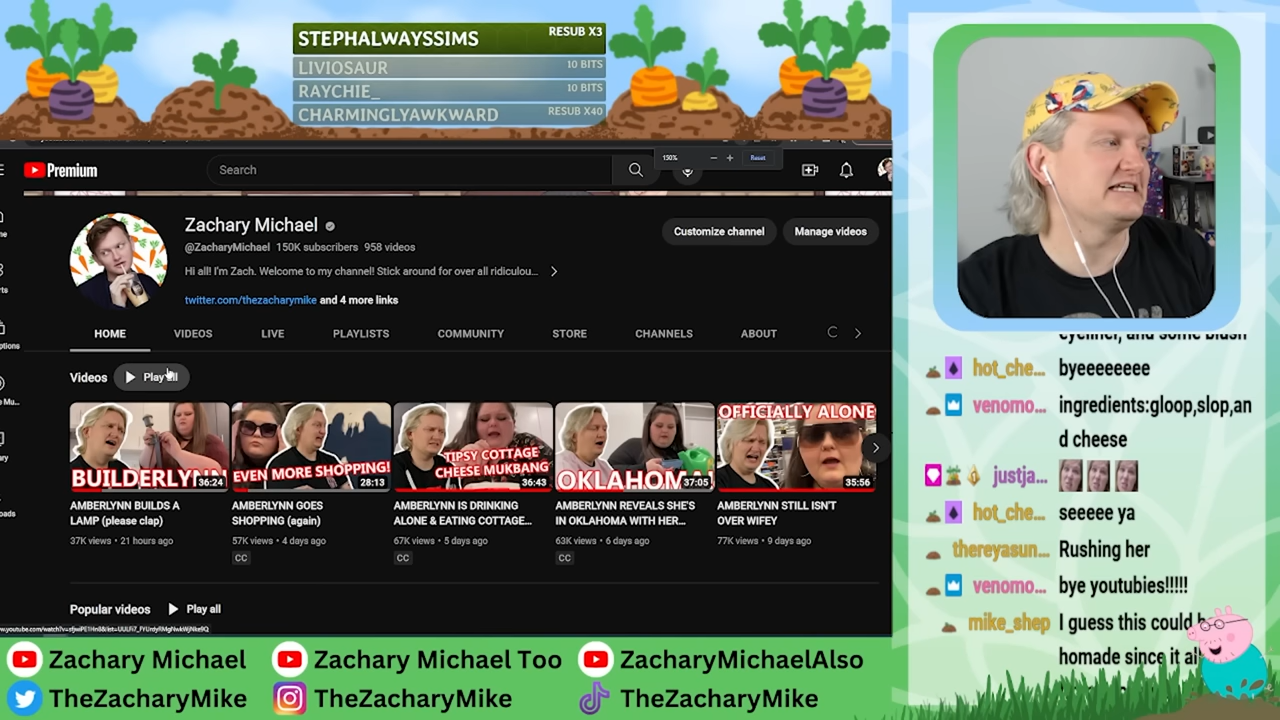 STEPHALWAYSSIMS RESUB X3
LIVIOSAUR 10 BITS
RAYCHIE_ 10 BITS
CHARMINGLYAWKWARD RESUB X40
Premium
Search
150%
Reset
Zachary Michael
@ZacharyMichael 150K subscribers 958 videos
Customize channel
Manage videos
Hi all! I'm Zach. Welcome to my channel! Stick around for over all ridiculou...
twitter.com/thezacharymike and 4 more links
HOME VIDEOS LIVE PLAYLISTS COMMUNITY STORE CHANNELS ABOUT
Videos Play all
BUILDERLYNN 36:24
EVEN MORE SHOPPING! 28:13
TIPSY COTTAGE
CHEESE MUKBANG 36:43
OKLAHOM 37:05
OFFICIALLY ALONE
35:56
AMBERLYNN BUILDS A
LAMP (please clap)
37K views • 21 hours ago
AMBERLYNN GOES
SHOPPING (again)
57K views • 4 days ago
CC
AMBERLYNN IS DRINKING
ALONE & EATING COTTAGE...
67K views • 5 days ago
CC
AMBERLYNN REVEALS SHE'S
IN OKLAHOMA WITH HER...
63K views • 6 days ago
CC
AMBERLYNN STILL ISN'T
OVER WIFEY
77K views • 9 days ago
Popular videos Play all
Zachary Michael Zachary Michael Too ZacharyMichaelAlso
TheZacharyMike TheZacharyMike TheZacharyMike
eyeliner, and some blush
hot_che... byeeeeeeee
venomo... ingredients:gloop,slop,an
d cheese
justja...
hot_che... seeeee ya
thereyasun... Rushing her
venomo... bye youtubies!!!!!
mike_shep I guess this could
homade since it al